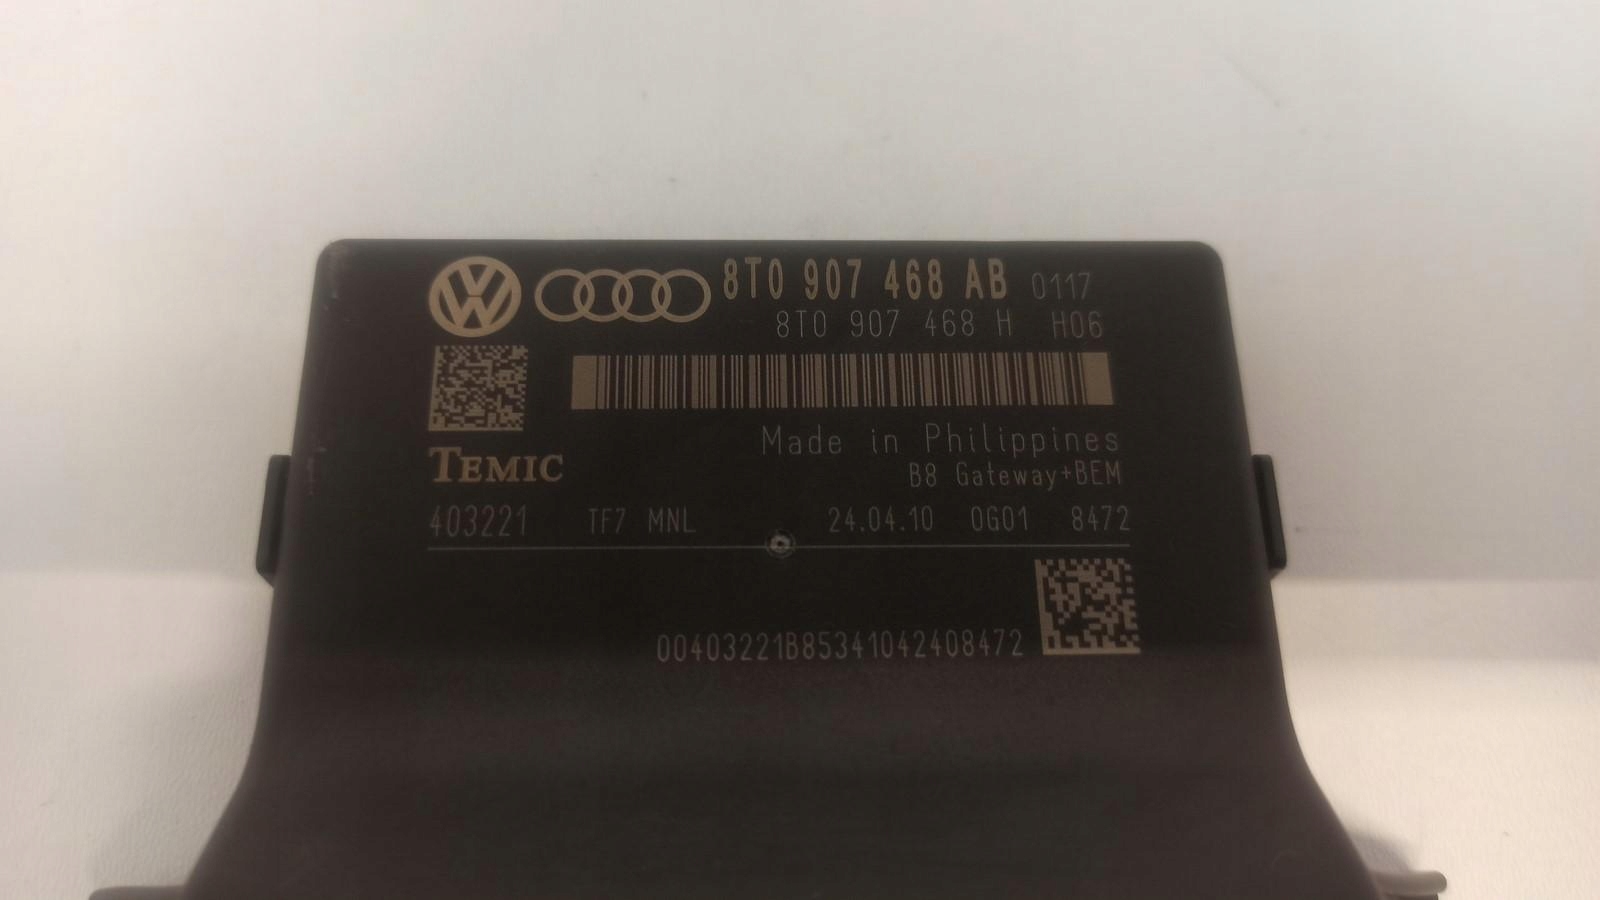 8T0 907 468 AB 0117
8T0 907 468 H H06
Made in Philippines
TEMIC
B8 Gateway+BEM
403221 TF7 MNL 24.04.10 0G01 8472
00403221B85341042408472